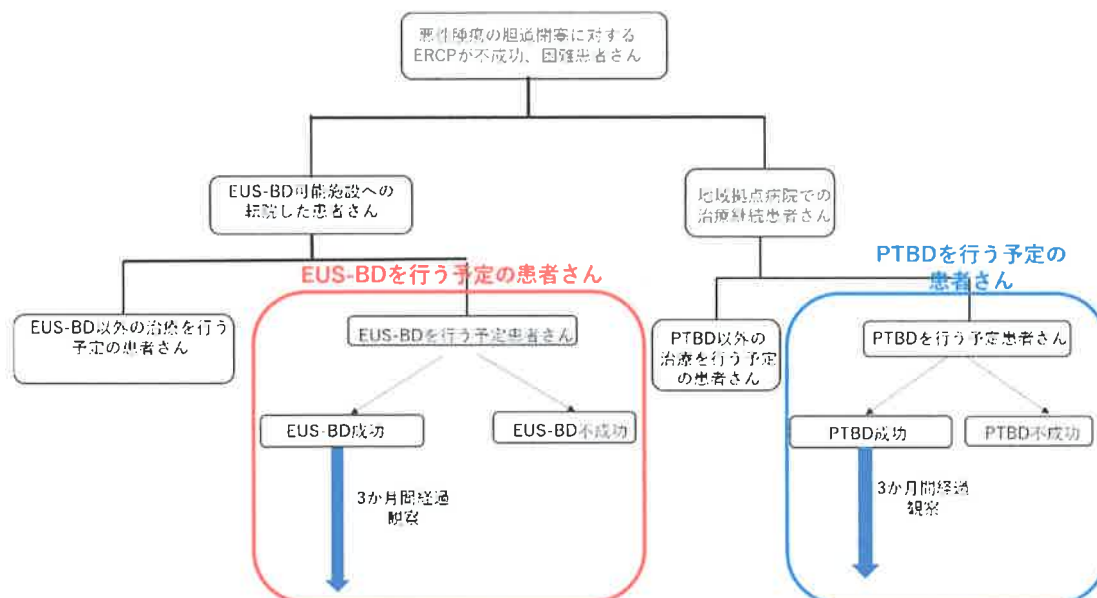 悪性腫瘍の胆道閉塞に対する
ERCPが不成功、困難患者さん
EUS-BD可能施設への
転院した患者さん
地域拠点病院での
治療継続患者さん
EUS-BDを行う予定の患者さん
PTBDを行う予定の
患者さん
EUS-BD以外の治療を行う
予定の患者さん
EUS-BDを行う予定患者さん
PTBD以外の
治療を行う予定
の患者さん
PTBDを行う予定患者さん
EUS-BD成功
EUS-BD不成功
PTBD成功
PTBD不成功
3か月間経過
観察
3か月間経過
観察